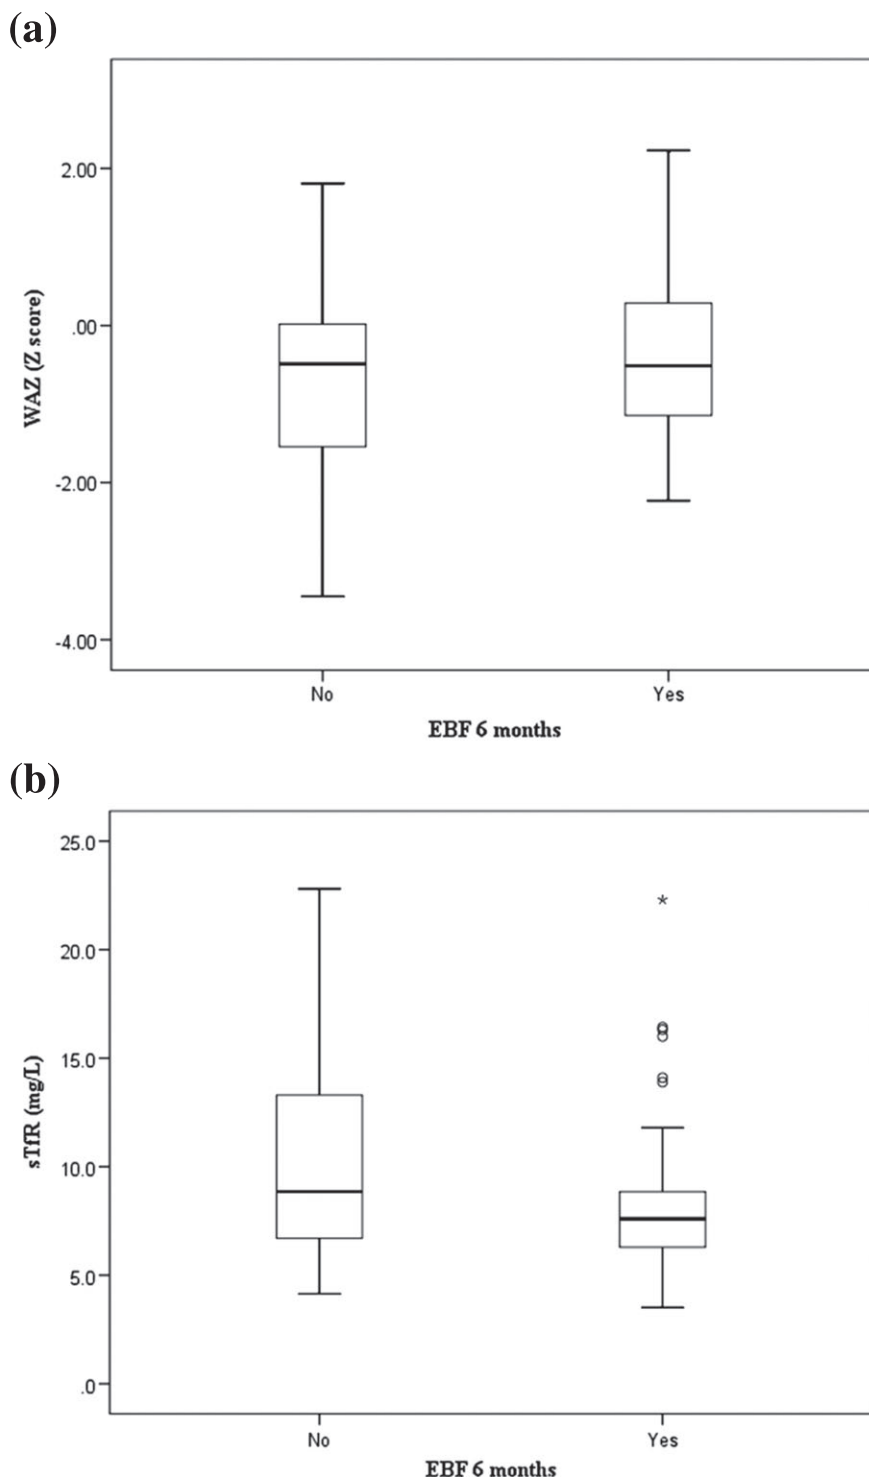 (a)
WAZ (Z score)
2.00
.00
-2.00
-4.00
No
Yes
EBF 6 months
(b)
sTfR (mg/L)
25.0
20.0
15.0
10.0
5.0
.0
*
No
Yes
EBF 6 months